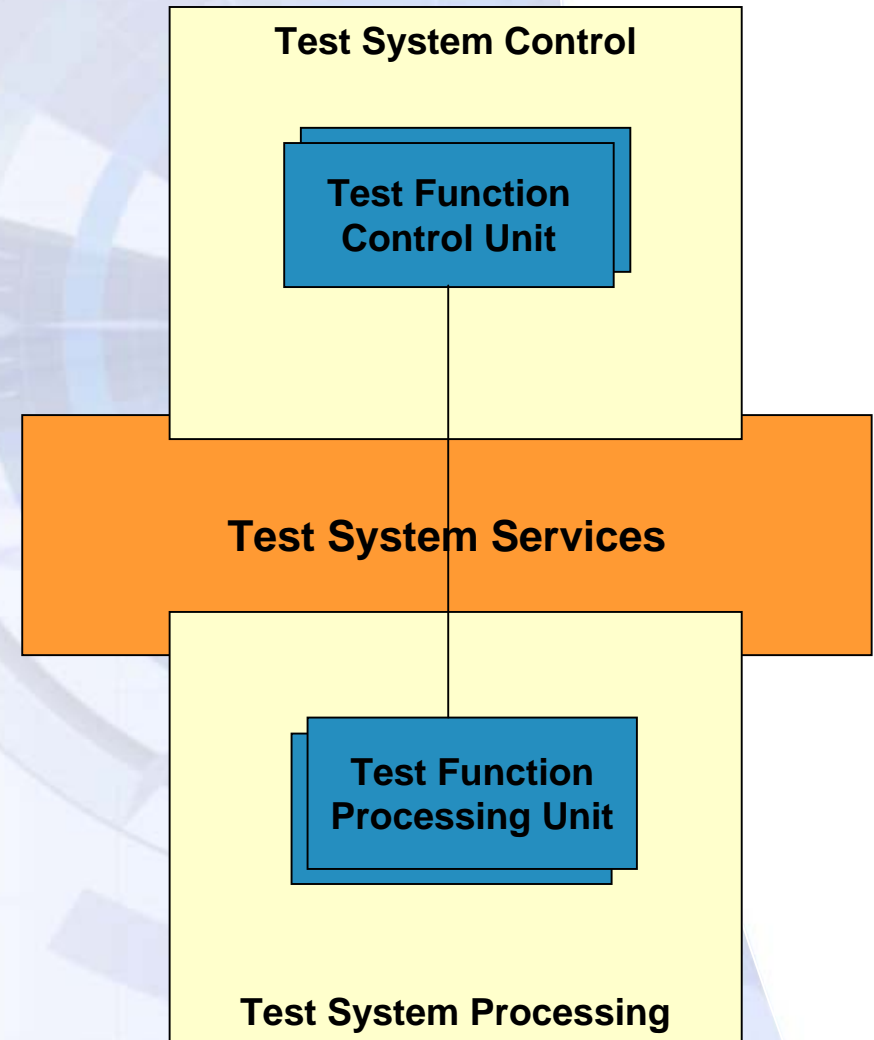 Test System Control
Test Function
Control Unit
Test System Services
Test Function
Processing Unit
Test System Processing